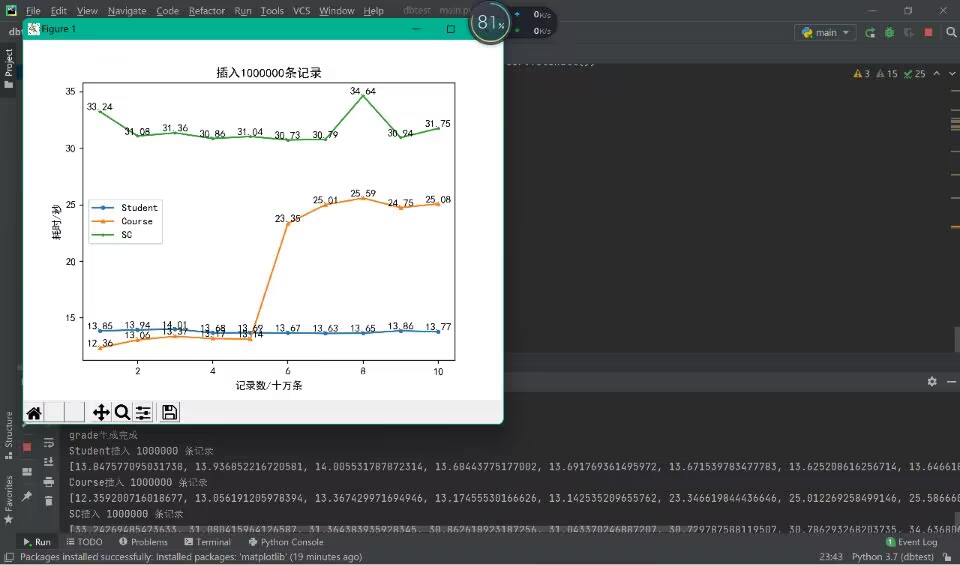 File Edit View Navigate Code Refactor Run Tools VCS Window Help dbtest
Figure 1
81%
0K/s
0K/s
main
3 15 25
Project
插入1000000条记录
35
30
25
20
15
耗时/秒
33.24 31.08 31.36 30.86 31.04 30.73 30.79 34.64 30.94 31.75
23.35 25.01 25.59 24.75 25.08
13.85 13.94 14.01 13.68 13.69 13.67 13.63 13.65 13.86 13.77
12.36 13.06 13.37 13.17 13.14
Student
Course
SC
2 4 6 8 10
记录数/十万条
Structure
Favorites
grade生成完成
Student插入 1000000 条记录
[13.847577095031738, 13.936852216720581, 14.005531787872314, 13.68443775177002, 13.691769361495972, 13.671539783477783, 13.625208616256714, 13.646618
Course插入 1000000 条记录
[12.359200716018677, 13.056191205978394, 13.367429971694946, 13.17455530166626, 13.142535209655762, 23.346619844436646, 25.012269258499146, 25.58666
SC插入 1000000 条记录
[33.24269485473633, 31.080415964126587, 31.364383935928345, 30.862618923187256, 31.043370246887207, 30.729787588119507, 30.786293268203735, 34.63680
Run TODO Problems Terminal Python Console Event Log
Packages installed successfully: Installed packages: 'matplotlib' (19 minutes ago) 23:43 Python 3.7 (dbtest)